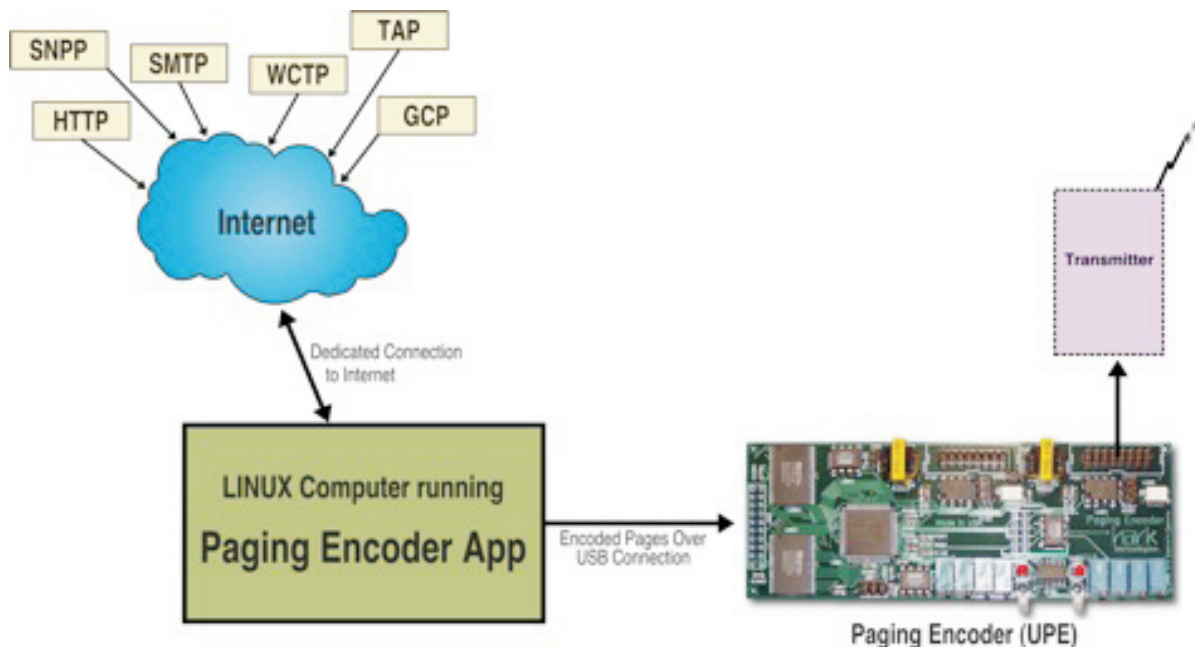 SNPP
SMTP
WCTP
TAP
HTTP
GCP
Internet
Transmitter
Dedicated Connection
to Internet
LINUX Computer running
Paging Encoder App
Encoded Pages Over
USB Connection
Paging Encoder
Paging Encoder (UPE)